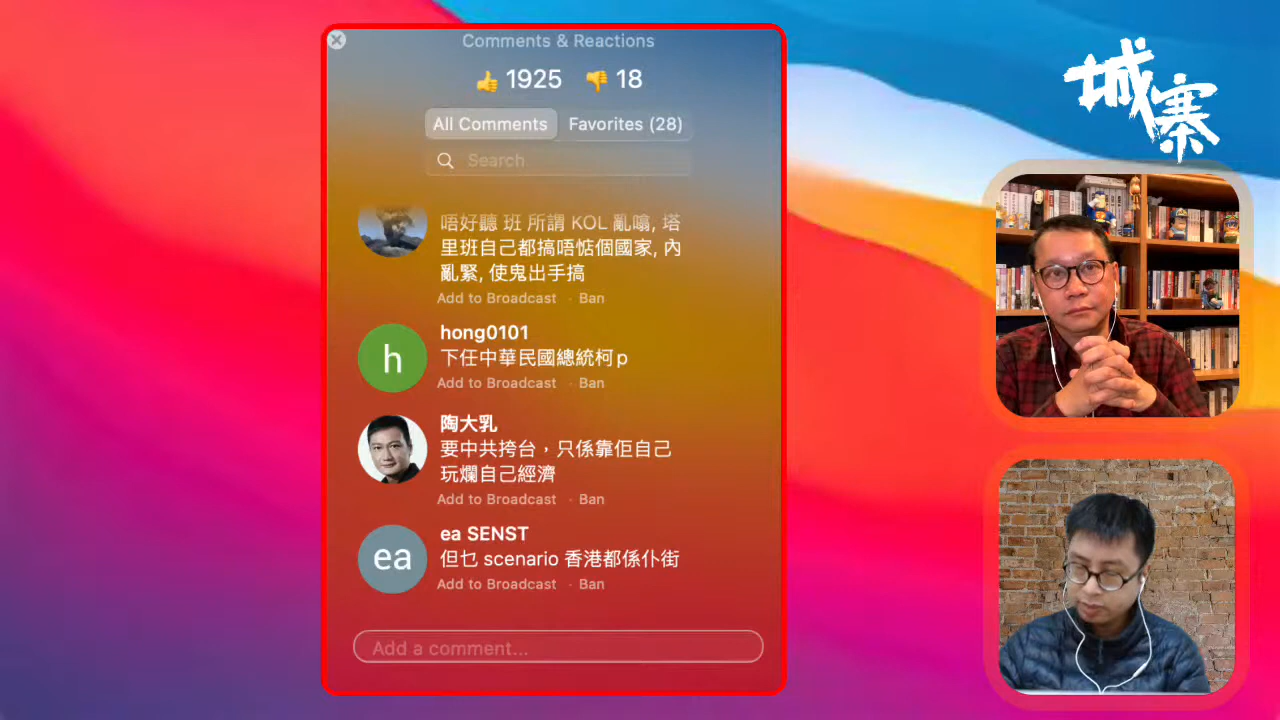 Comments & Reactions
👍 1925 👎 18
All Comments Favorites (28)
Search
唔好聽 班 所謂 KOL 亂噏, 塔
里班自己都搞唔惦個國家, 內
亂緊, 使鬼出手搞
Add to Broadcast · Ban
hong0101
h
下任中華民國總統柯p
Add to Broadcast · Ban
陶大乳
要中共挎台，只係靠佢自己
玩爛自己經濟
Add to Broadcast · Ban
ea SENST
ea
但乜 scenario 香港都係仆街
Add to Broadcast · Ban
Add a comment...
城寨